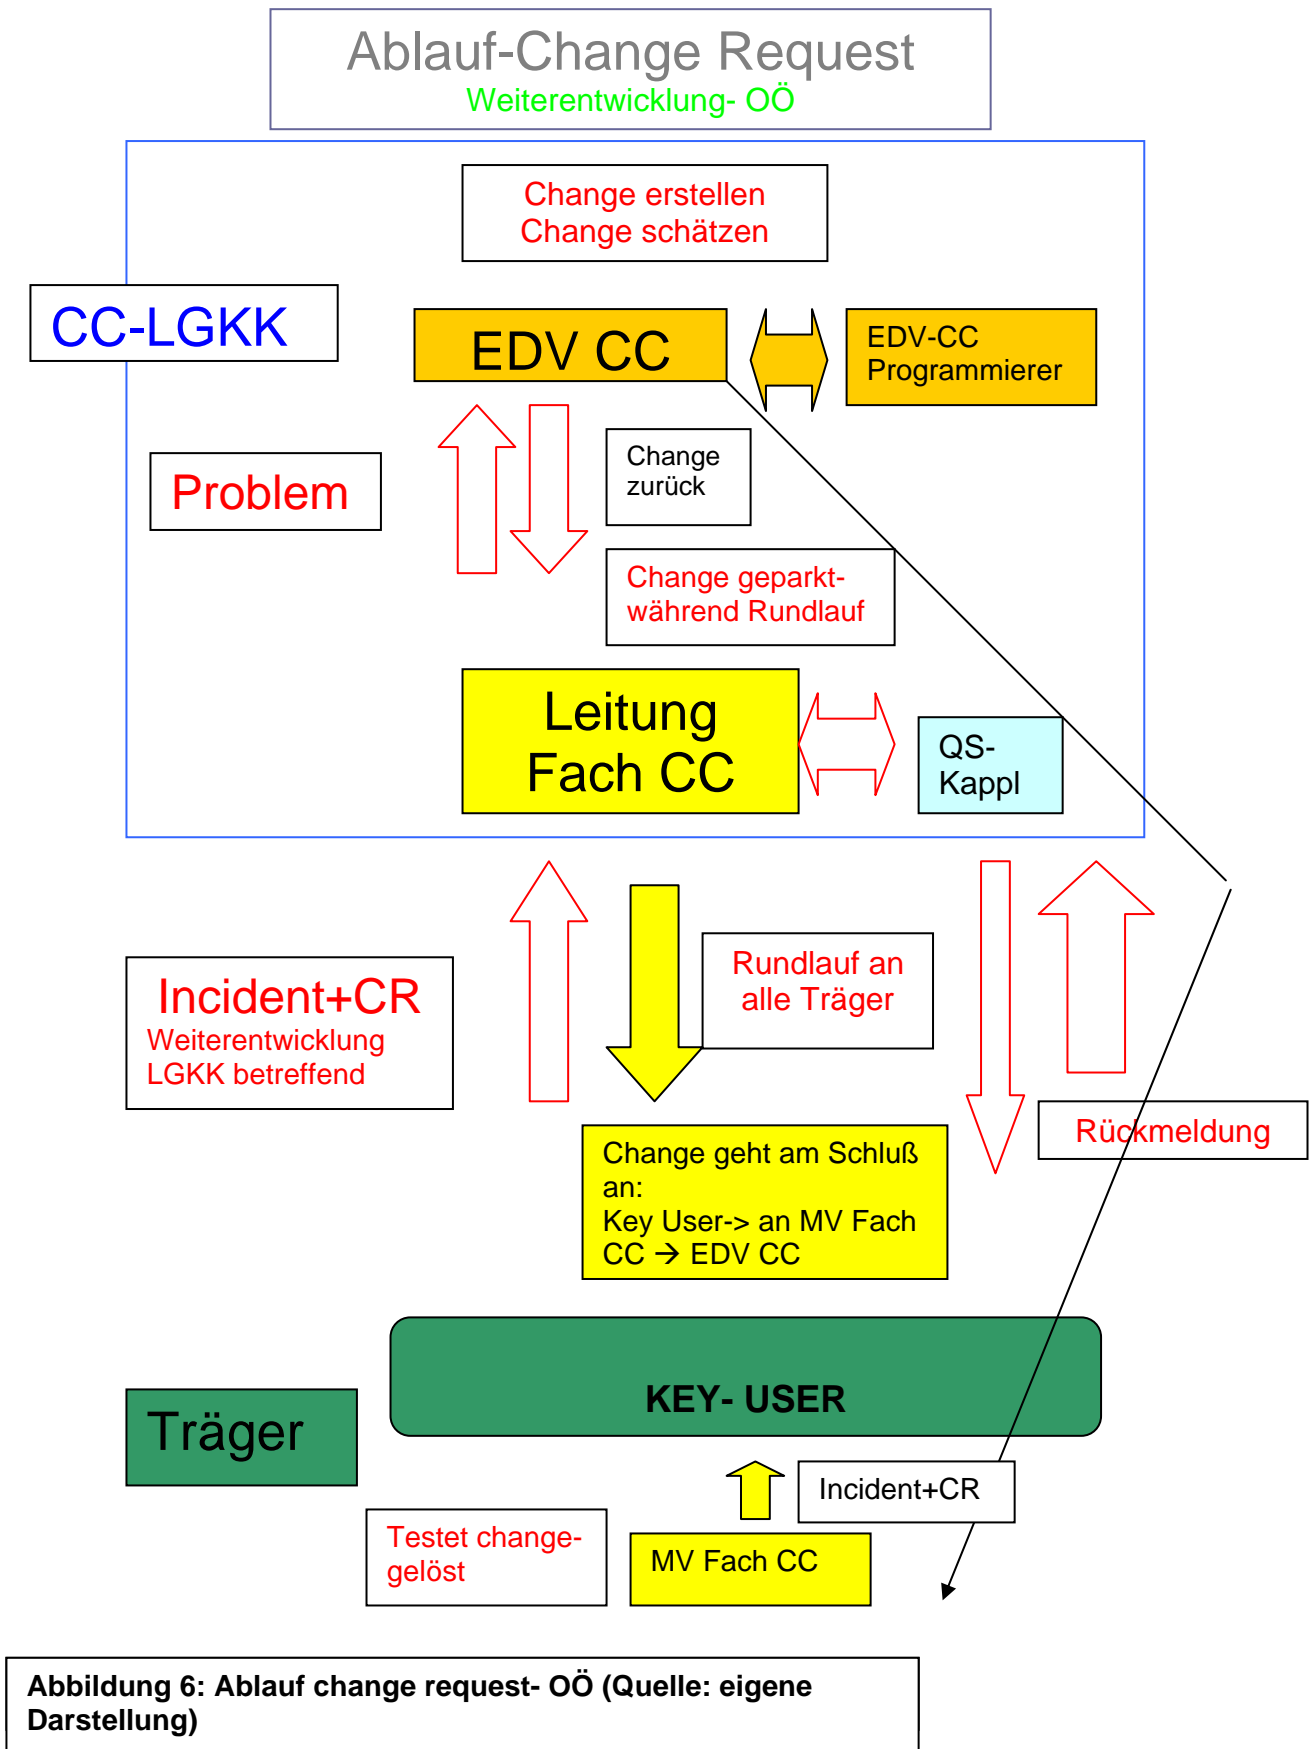 Ablauf-Change Request
Weiterentwicklung- OÖ
Change erstellen
Change schätzen
CC-LGKK
EDV CC
EDV-CC
Programmierer
Change
zurück
Problem
Change geparkt-
während Rundlauf
Leitung
Fach CC
QS-
Kappl
Incident+CR
Weiterentwicklung
LGKK betreffend
Rundlauf an
alle Träger
Rückmeldung
Change geht am Schluß
an:
Key User-> an MV Fach
CC → EDV CC
KEY- USER
Träger
Incident+CR
Testet change-
gelöst
MV Fach CC
Abbildung 6: Ablauf change request- OÖ (Quelle: eigene
Darstellung)